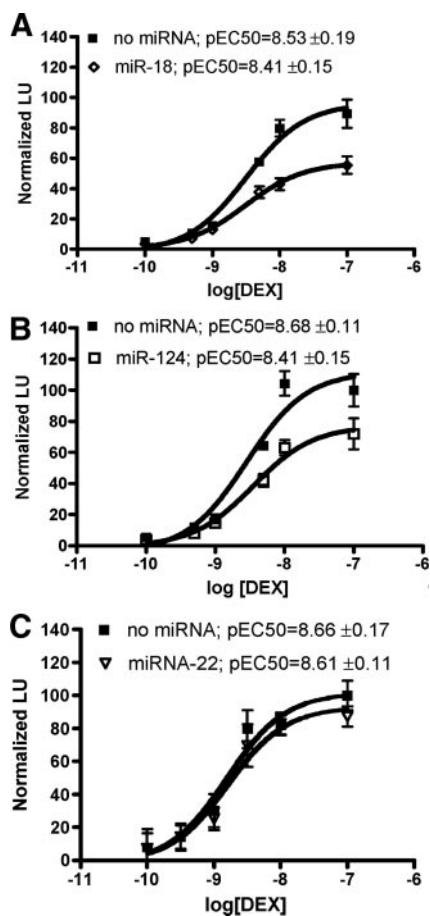 A
no miRNA; pEC50=8.53 ±0.19
miR-18; pEC50=8.41 ±0.15
Normalized LU
140
120
100
80
60
40
20
0
-11 -10 -9 -8 -7 -6
log[DEX]
B
no miRNA; pEC50=8.68 ±0.11
miR-124; pEC50=8.41 ±0.15
Normalized LU
140
120
100
80
60
40
20
0
-11 -10 -9 -8 -7 -6
log [DEX]
C
no miRNA; pEC50=8.66 ±0.17
miRNA-22; pEC50=8.61 ±0.11
Normalized LU
140
120
100
80
60
40
20
0
-11 -10 -9 -8 -7 -6
log[DEX]